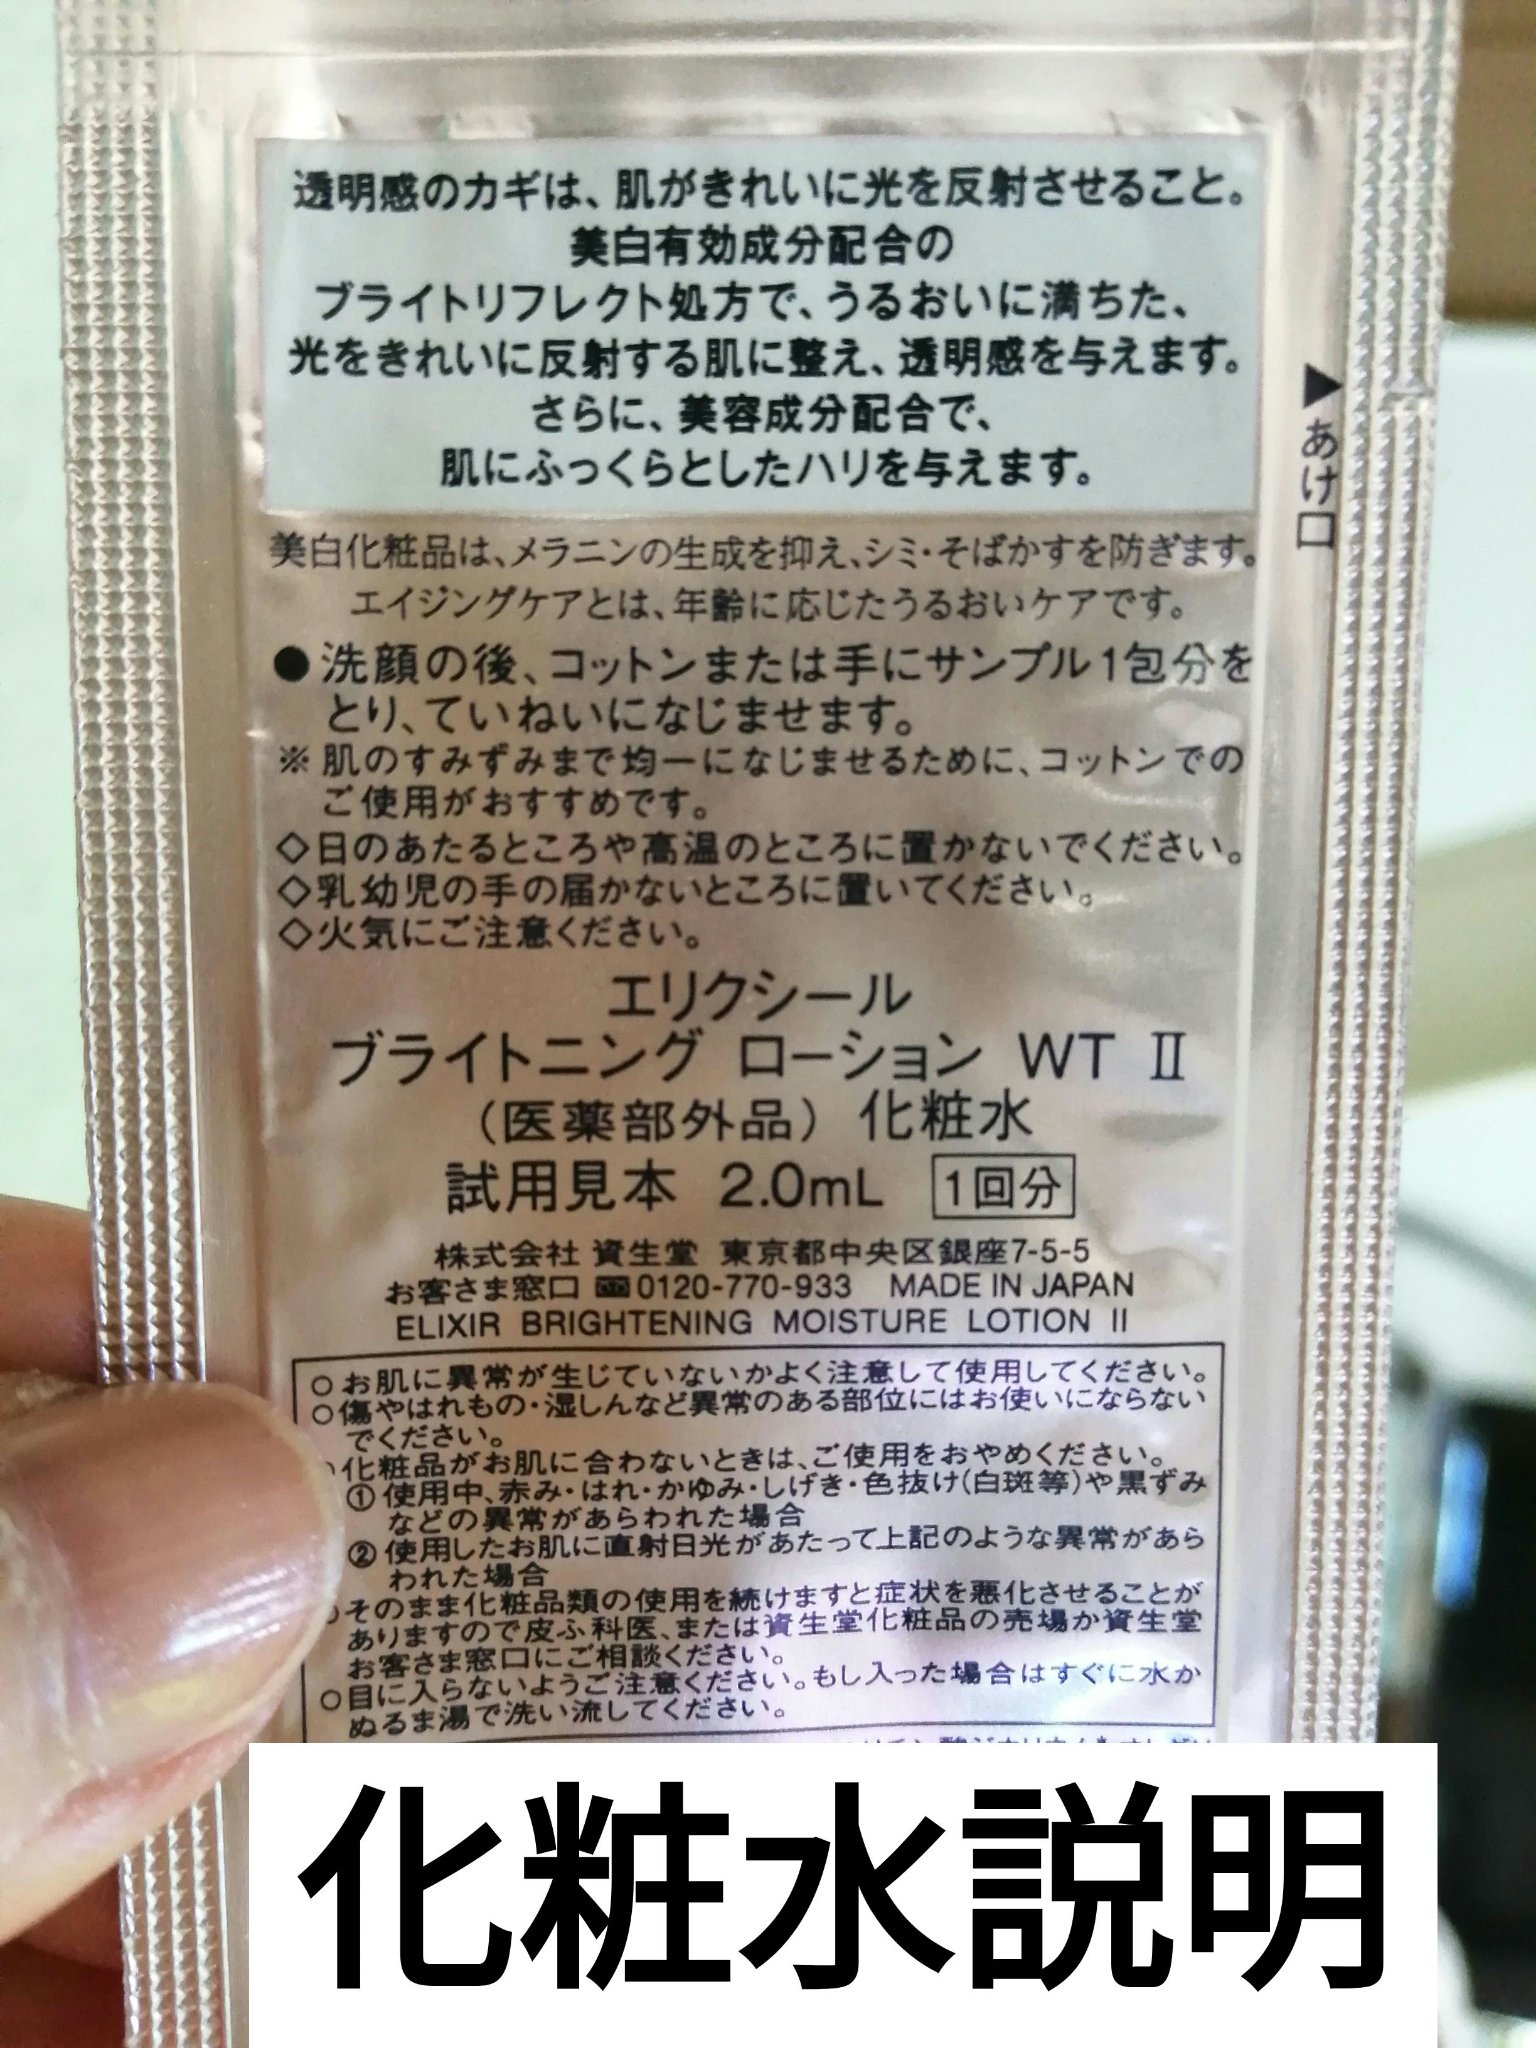 透明感のカギは、肌がきれいに光を反射させること。
美白有効成分配合の
ブライトリフレクト処方で、うるおいに満ちた、
光をきれいに反射する肌に整え、透明感を与えます。
さらに、美容成分配合で、
肌にふっくらとしたハリを与えます。
▶あけ口
美白化粧品は、メラニンの生成を抑え、シミ・そばかすを防ぎます。
エイジングケアとは、年齢に応じたうるおいケアです。
●洗顔の後、コットンまたは手にサンプル1包分を
とり、ていねいになじませます。
※肌のすみずみまで均一になじませるために、コットンでの
ご使用がおすすめです。
◇日のあたるところや高温のところに置かないでください。
◇乳幼児の手の届かないところに置いてください。
◇火気にご注意ください。
エリクシール
ブライトニング ローション WT Ⅱ
（医薬部外品）化粧水
試用見本 2.0mL 1回分
株式会社 資生堂 東京都中央区銀座7-5-5
お客さま窓口 0120-770-933 MADE IN JAPAN
ELIXIR BRIGHTENING MOISTURE LOTION II
○お肌に異常が生じていないかよく注意して使用してください。
○傷やはれもの・湿しんなど異常のある部位にはお使いにならない
でください。
化粧品がお肌に合わないときは、ご使用をおやめください。
①使用中、赤み・はれ・かゆみ・しげき・色抜け(白斑等)や黒ずみ
などの異常があらわれた場合
②使用したお肌に直射日光があたって上記のような異常があら
われた場合
そのまま化粧品類の使用を続けますと症状を悪化させることが
ありますので皮ふ科医、または資生堂化粧品の売場か資生堂
お客さま窓口にご相談ください。
○目に入らないようご注意ください。もし入った場合はすぐに水か
ぬるま湯で洗い流してください。
化粧水説明